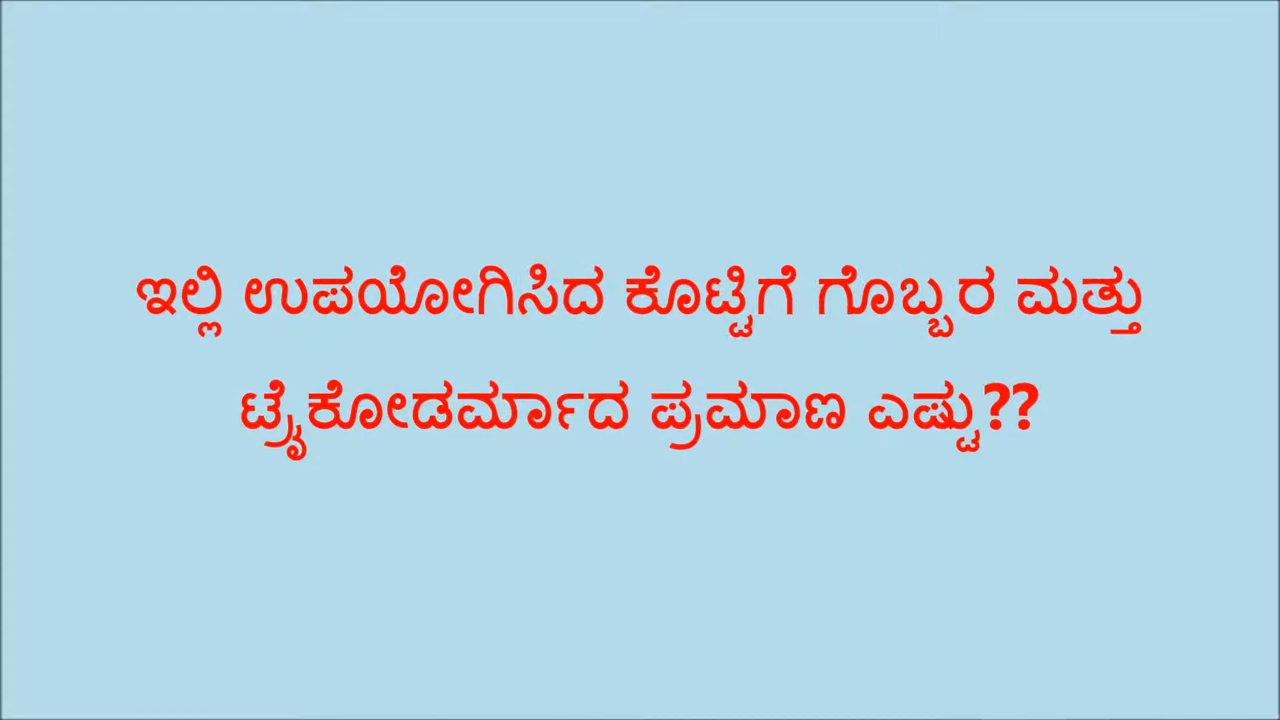 ಇಲ್ಲಿ ಉಪಯೋಗಿಸಿದ ಕೊಟ್ಟಿಗೆ ಗೊಬ್ಬರ ಮತ್ತು
ಟ್ರೈಕೋಡರ್ಮಾದ ಪ್ರಮಾಣ ಎಷ್ಟು??